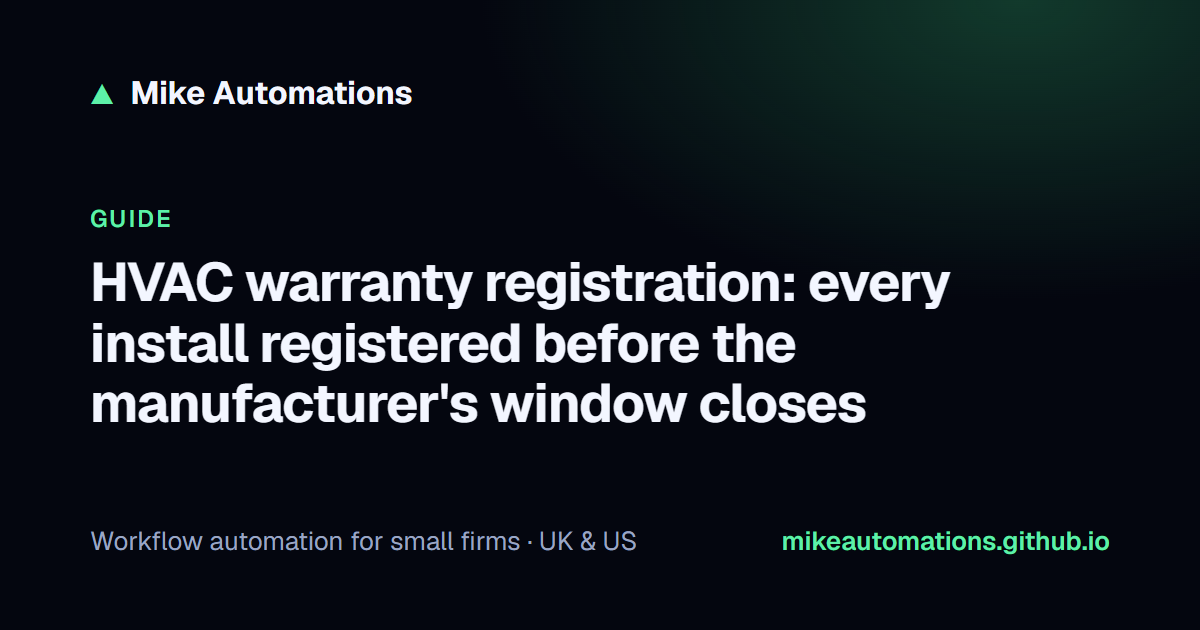 Mike Automations
GUIDE
HVAC warranty registration: every
install registered before the
manufacturer's window closes
Workflow automation for small firms · UK & US
mikeautomations.github.io